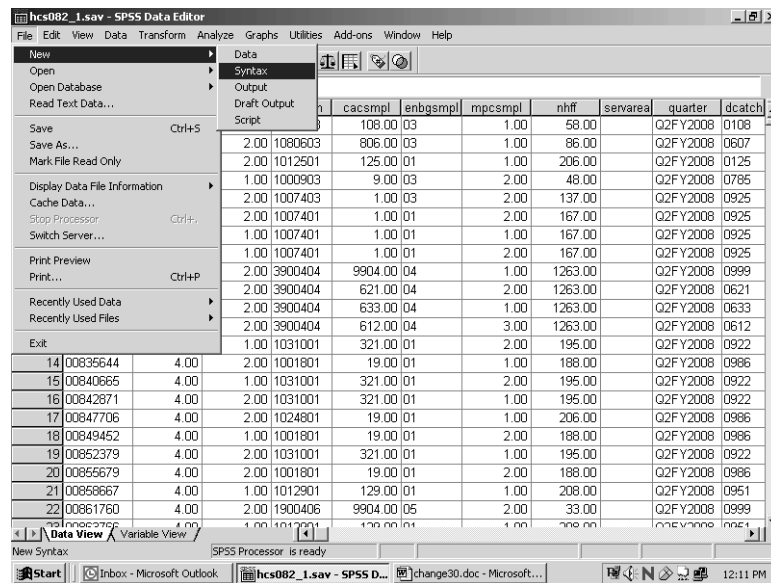 hcs082_1.sav - SPSS Data Editor
File Edit View Data Transform Analyze Graphs Utilities Add-ons Window Help
New
Open
Open Database
Read Text Data...
Save Ctrl+S
Save As...
Mark File Read Only
Display Data File Information
Cache Data...
Stop Processor Ctrl+.
Switch Server...
Print Preview
Print... Ctrl+P
Recently Used Data
Recently Used Files
Exit
Data
Syntax
Output
Draft Output
Script
cacsmpl enbgsmpl mpcsmpl nhff servarea quarter dcatch
108.00 03 1.00 58.00 Q2FY2008 0108
2.00 1080603 806.00 03 1.00 86.00 Q2FY2008 0607
2.00 1012501 125.00 01 1.00 206.00 Q2FY2008 0125
1.00 1000903 9.00 03 2.00 48.00 Q2FY2008 0785
2.00 1007403 1.00 03 2.00 137.00 Q2FY2008 0925
2.00 1007401 1.00 01 2.00 167.00 Q2FY2008 0925
1.00 1007401 1.00 01 1.00 167.00 Q2FY2008 0925
1.00 1007401 1.00 01 2.00 167.00 Q2FY2008 0925
2.00 3900404 9904.00 04 1.00 1263.00 Q2FY2008 0999
2.00 3900404 621.00 04 2.00 1263.00 Q2FY2008 0621
2.00 3900404 633.00 04 1.00 1263.00 Q2FY2008 0633
2.00 3900404 612.00 04 3.00 1263.00 Q2FY2008 0612
1.00 1031001 321.00 01 2.00 195.00 Q2FY2008 0922
14 00835644 4.00 2.00 1001801 19.00 01 1.00 188.00 Q2FY2008 0986
15 00840665 4.00 1.00 1031001 321.00 01 2.00 195.00 Q2FY2008 0922
16 00842871 4.00 2.00 1031001 321.00 01 2.00 195.00 Q2FY2008 0922
17 00847706 4.00 2.00 1024801 19.00 01 1.00 206.00 Q2FY2008 0986
18 00849452 4.00 1.00 1001801 19.00 01 2.00 188.00 Q2FY2008 0986
19 00852379 4.00 2.00 1031001 321.00 01 1.00 195.00 Q2FY2008 0922
20 00855679 4.00 2.00 1001801 19.00 01 2.00 188.00 Q2FY2008 0986
21 00858667 4.00 1.00 1012901 129.00 01 1.00 208.00 Q2FY2008 0951
22 00861760 4.00 2.00 1900406 9904.00 05 2.00 33.00 Q2FY2008 0999
Data View Variable View
New Syntax SPSS Processor is ready
Start Inbox - Microsoft Outlook hcs082_1.sav - SPSS D... change30.doc - Microsoft... 12:11 PM